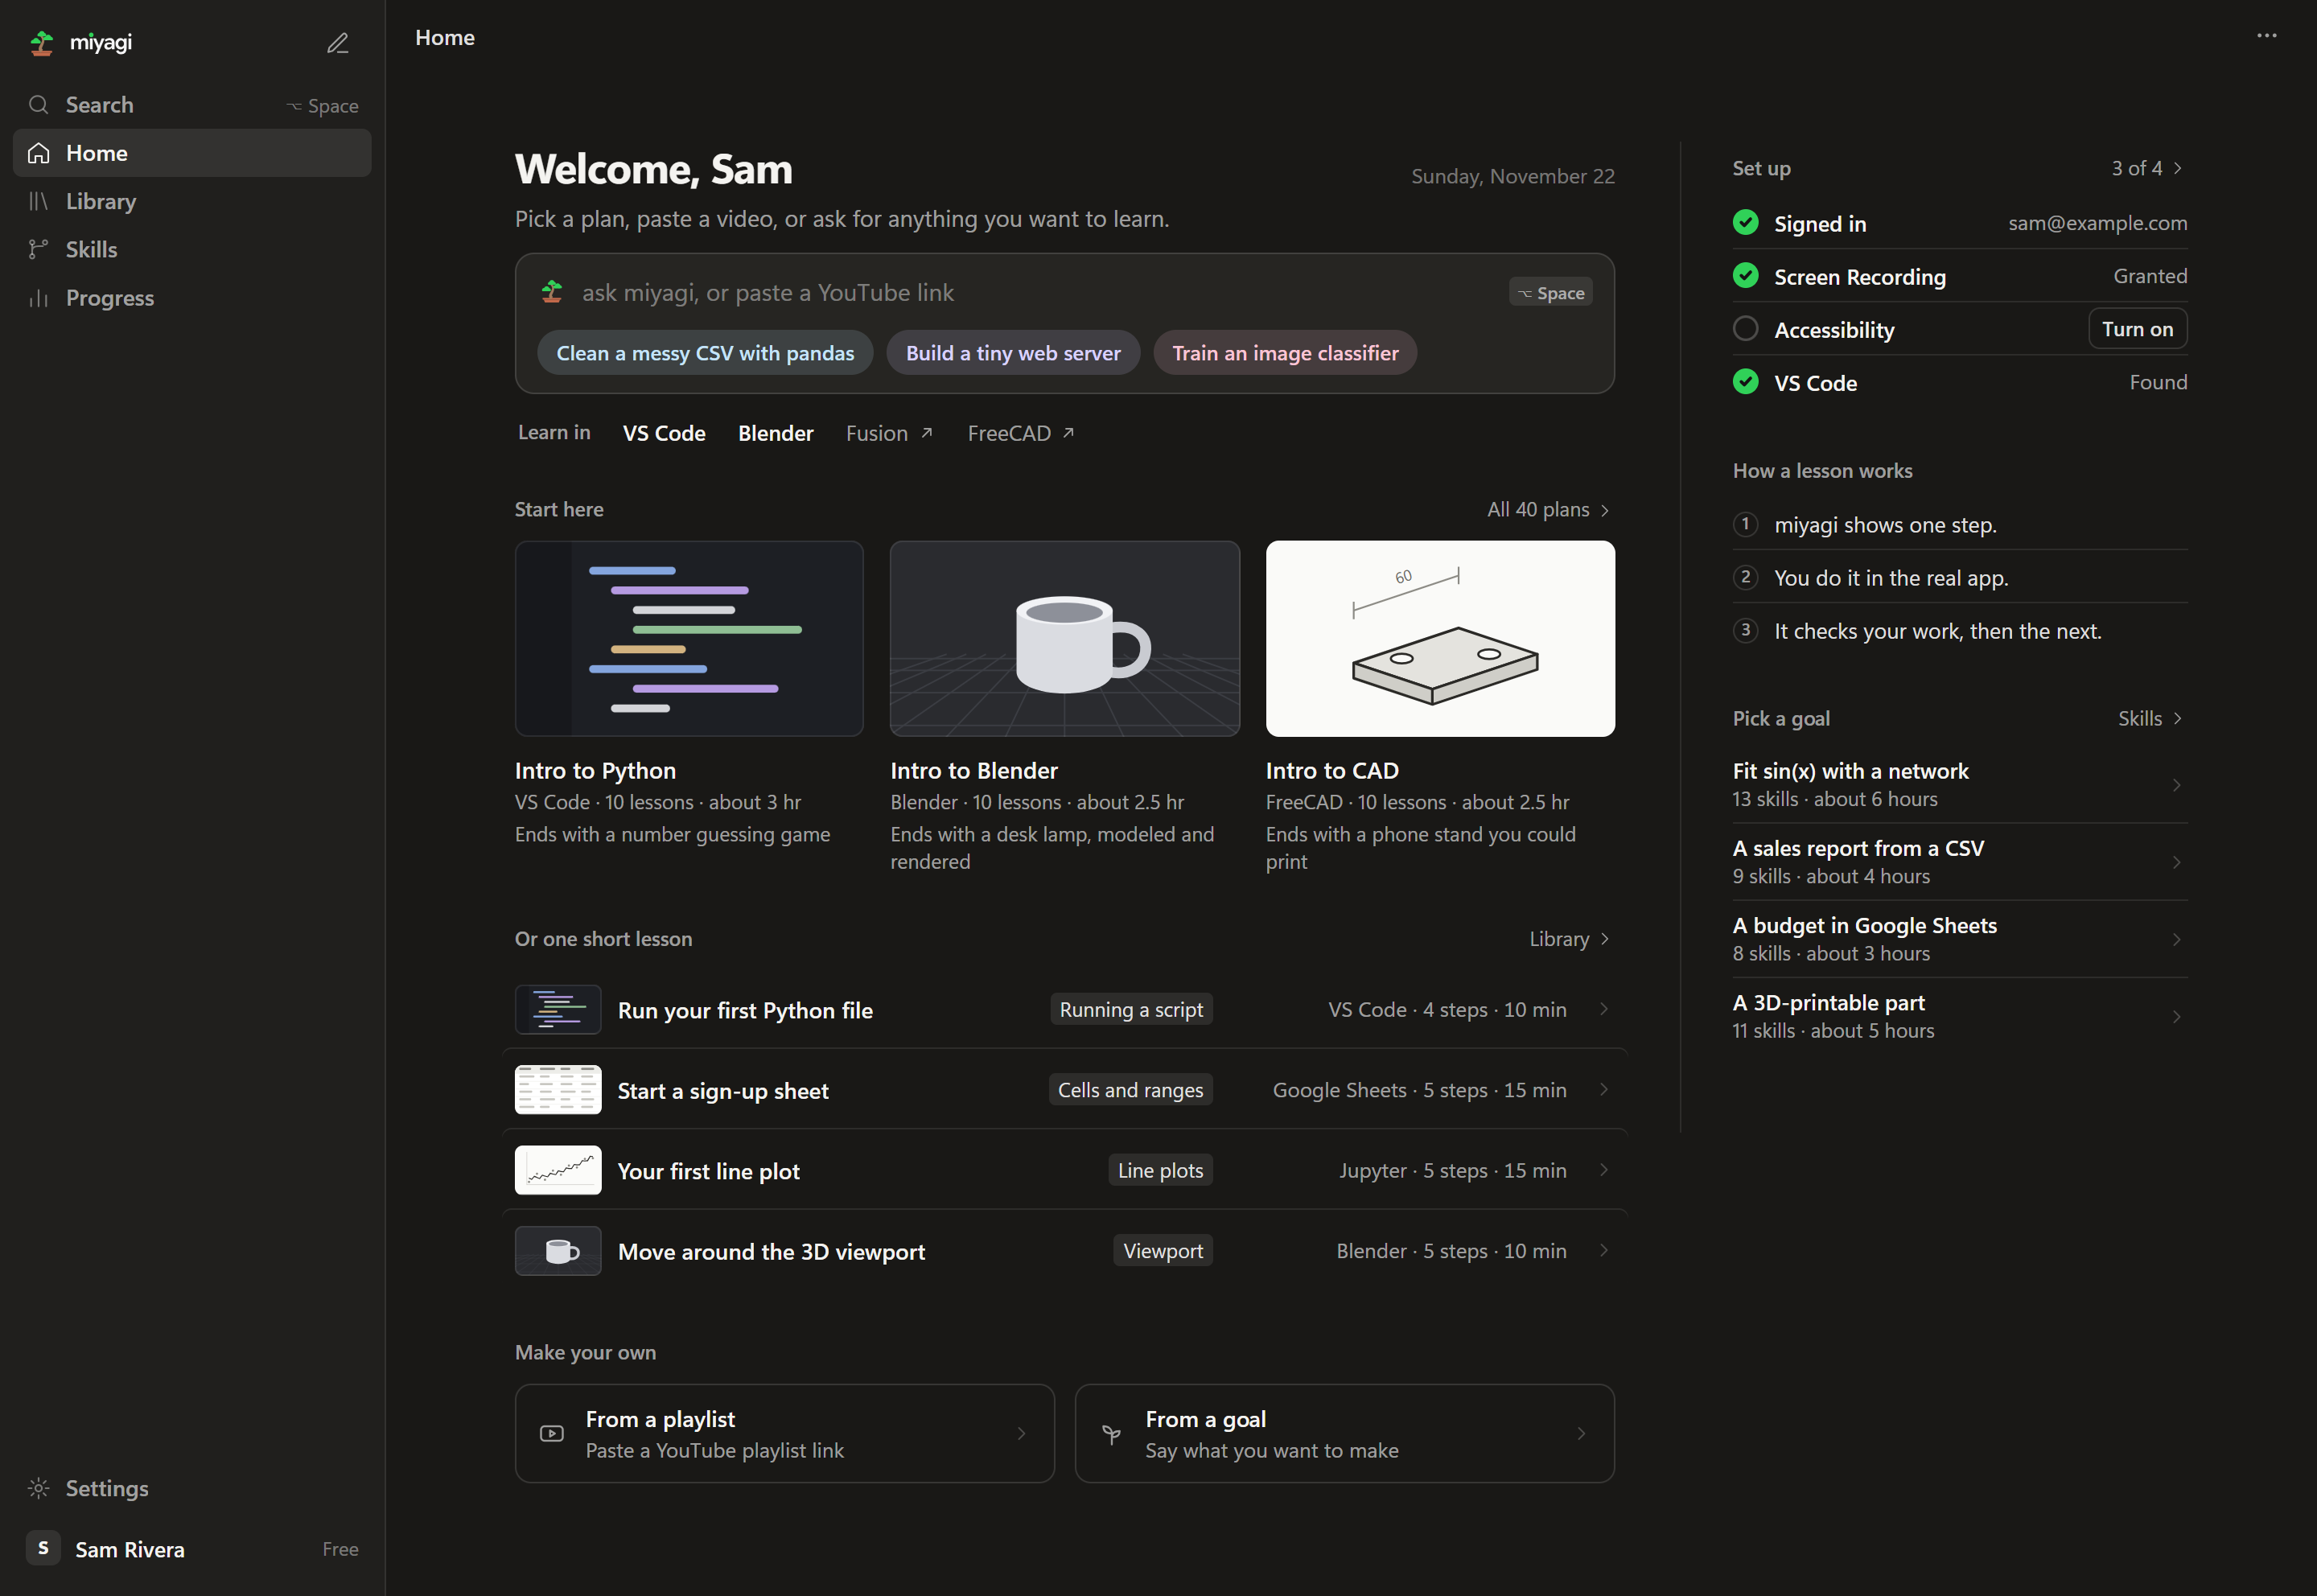 miyagi
Search
⌥ Space
Home
Library
Skills
Progress
Settings
S
Sam Rivera
Free
Home
Welcome, Sam
Sunday, November 22
Pick a plan, paste a video, or ask for anything you want to learn.
ask miyagi, or paste a YouTube link
⌥ Space
Clean a messy CSV with pandas
Build a tiny web server
Train an image classifier
Learn in
VS Code
Blender
Fusion ↗
FreeCAD ↗
Start here
All 40 plans
60
Intro to Python
VS Code · 10 lessons · about 3 hr
Ends with a number guessing game
Intro to Blender
Blender · 10 lessons · about 2.5 hr
Ends with a desk lamp, modeled and
rendered
Intro to CAD
FreeCAD · 10 lessons · about 2.5 hr
Ends with a phone stand you could
print
Or one short lesson
Library
Run your first Python file
Running a script
VS Code · 4 steps · 10 min
Start a sign-up sheet
Cells and ranges
Google Sheets · 5 steps · 15 min
Your first line plot
Line plots
Jupyter · 5 steps · 15 min
Move around the 3D viewport
Viewport
Blender · 5 steps · 10 min
Make your own
From a playlist
Paste a YouTube playlist link
From a goal
Say what you want to make
Set up
3 of 4
Signed in
sam@example.com
Screen Recording
Granted
Accessibility
Turn on
VS Code
Found
How a lesson works
1 miyagi shows one step.
2 You do it in the real app.
3 It checks your work, then the next.
Pick a goal
Skills
Fit sin(x) with a network
13 skills · about 6 hours
A sales report from a CSV
9 skills · about 4 hours
A budget in Google Sheets
8 skills · about 3 hours
A 3D-printable part
11 skills · about 5 hours